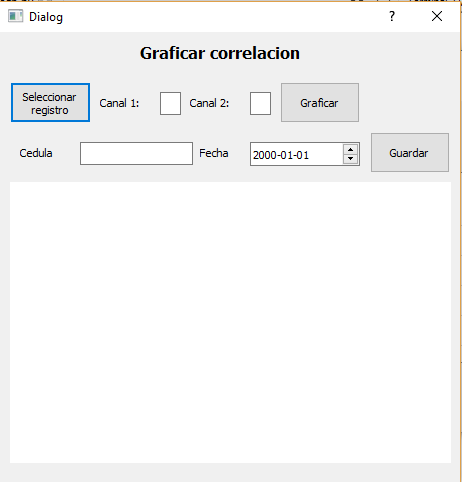 Dialog
?
Graficar correlacion
Seleccionar
registro
Canal 1:
Canal 2:
Graficar
Cedula
Fecha
2000-01-01
Guardar